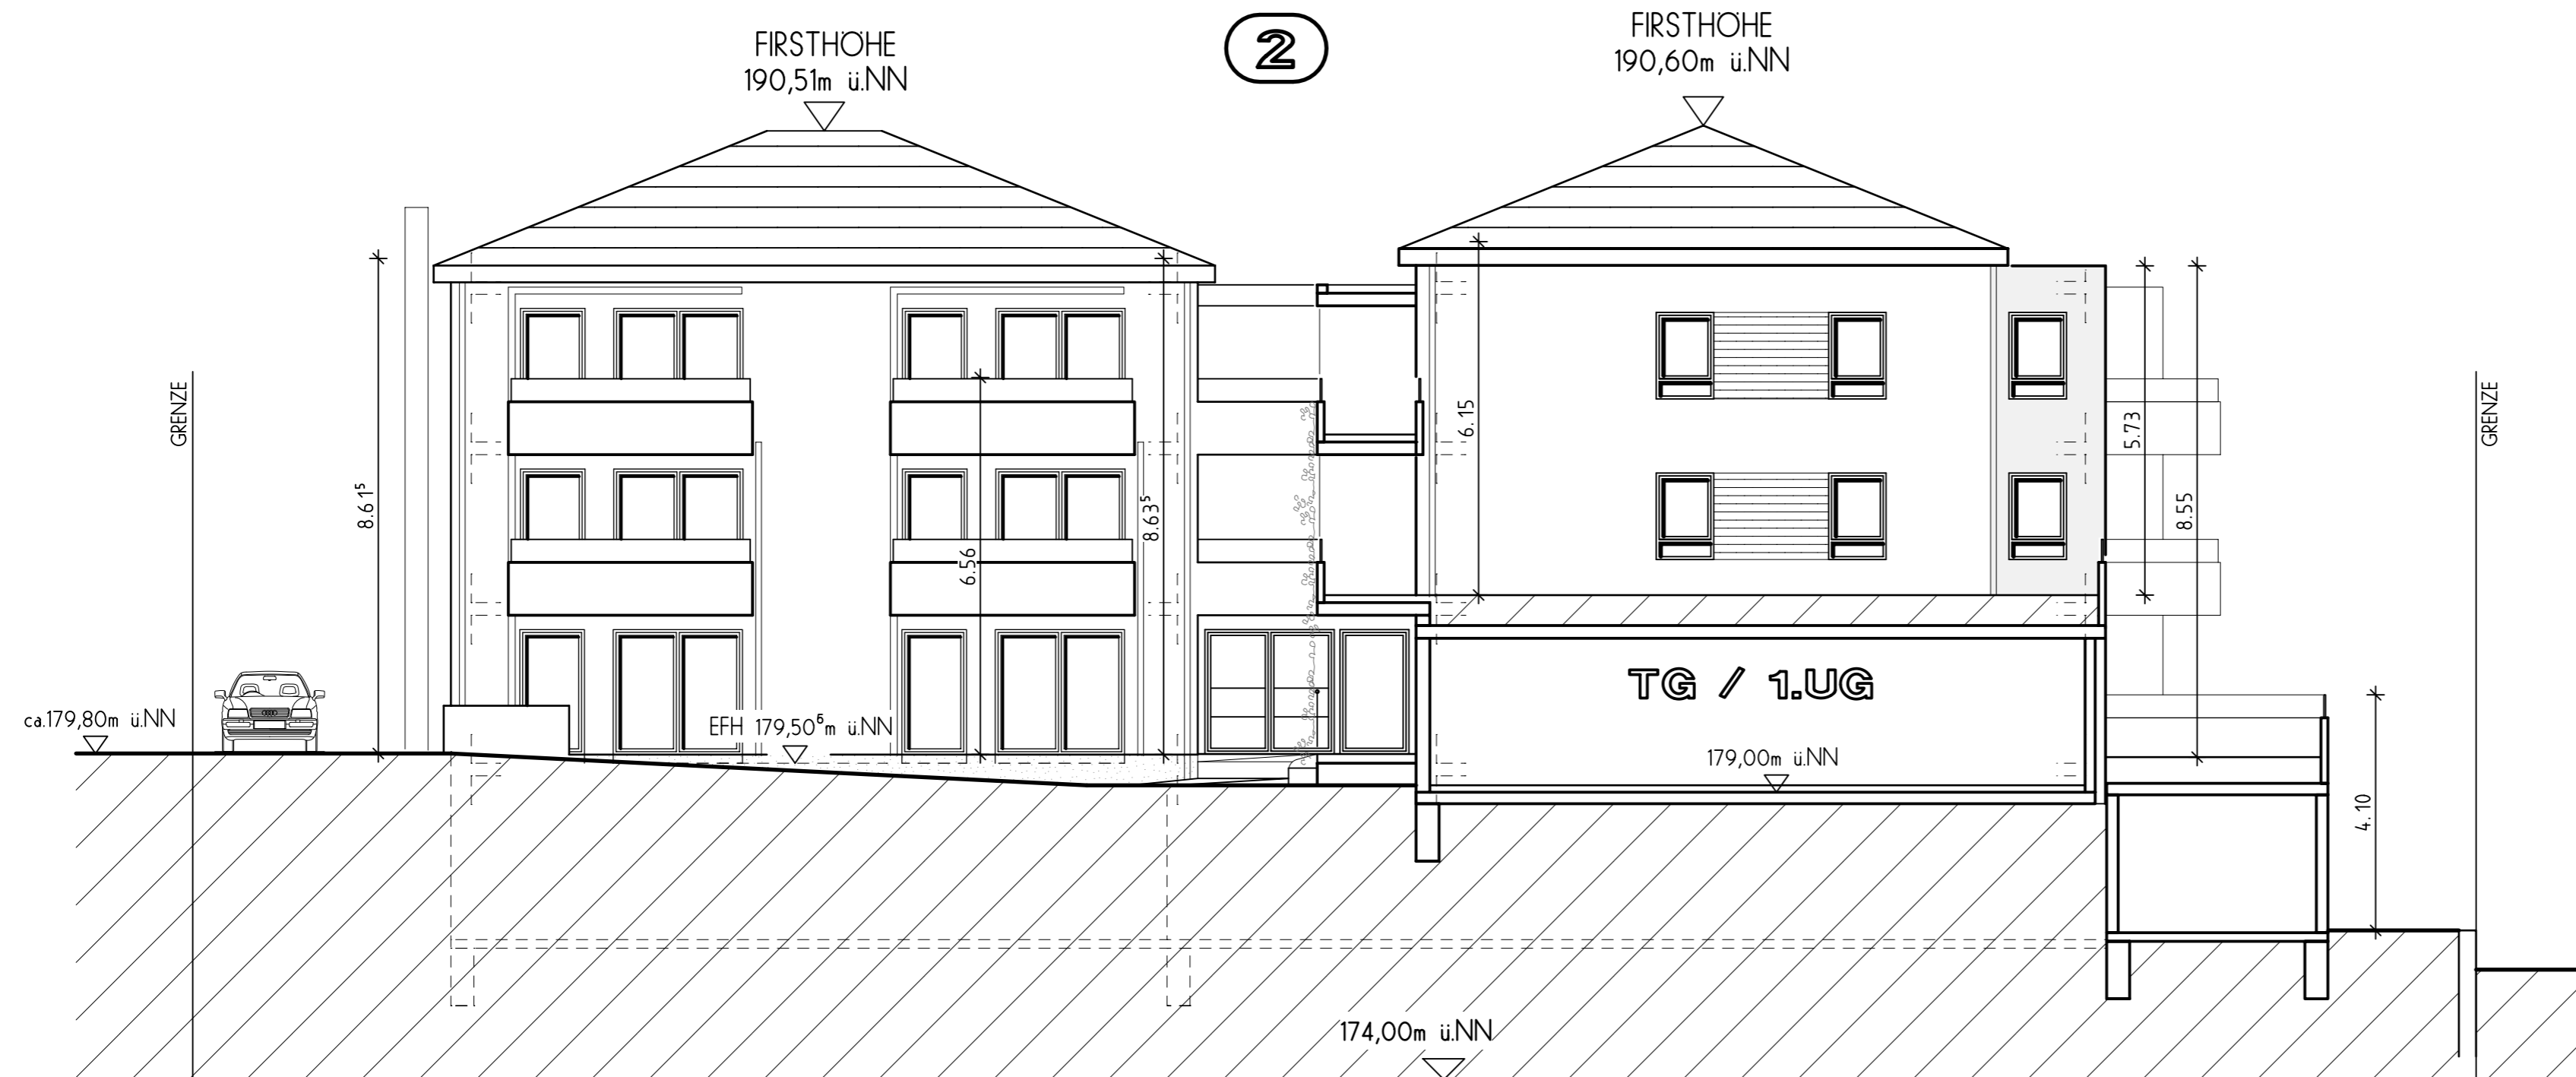 FIRSTHÖHE
190,51m ü.NN
2
FIRSTHÖHE
190,60m ü.NN
GRENZE
8.61⁵
6.56
8.63⁵
6.15
5.73
8.55
GRENZE
ca.179,80m ü.NN
EFH 179,50⁵m ü.NN
TG / 1.UG
179,00m ü.NN
4.10
174,00m ü.NN